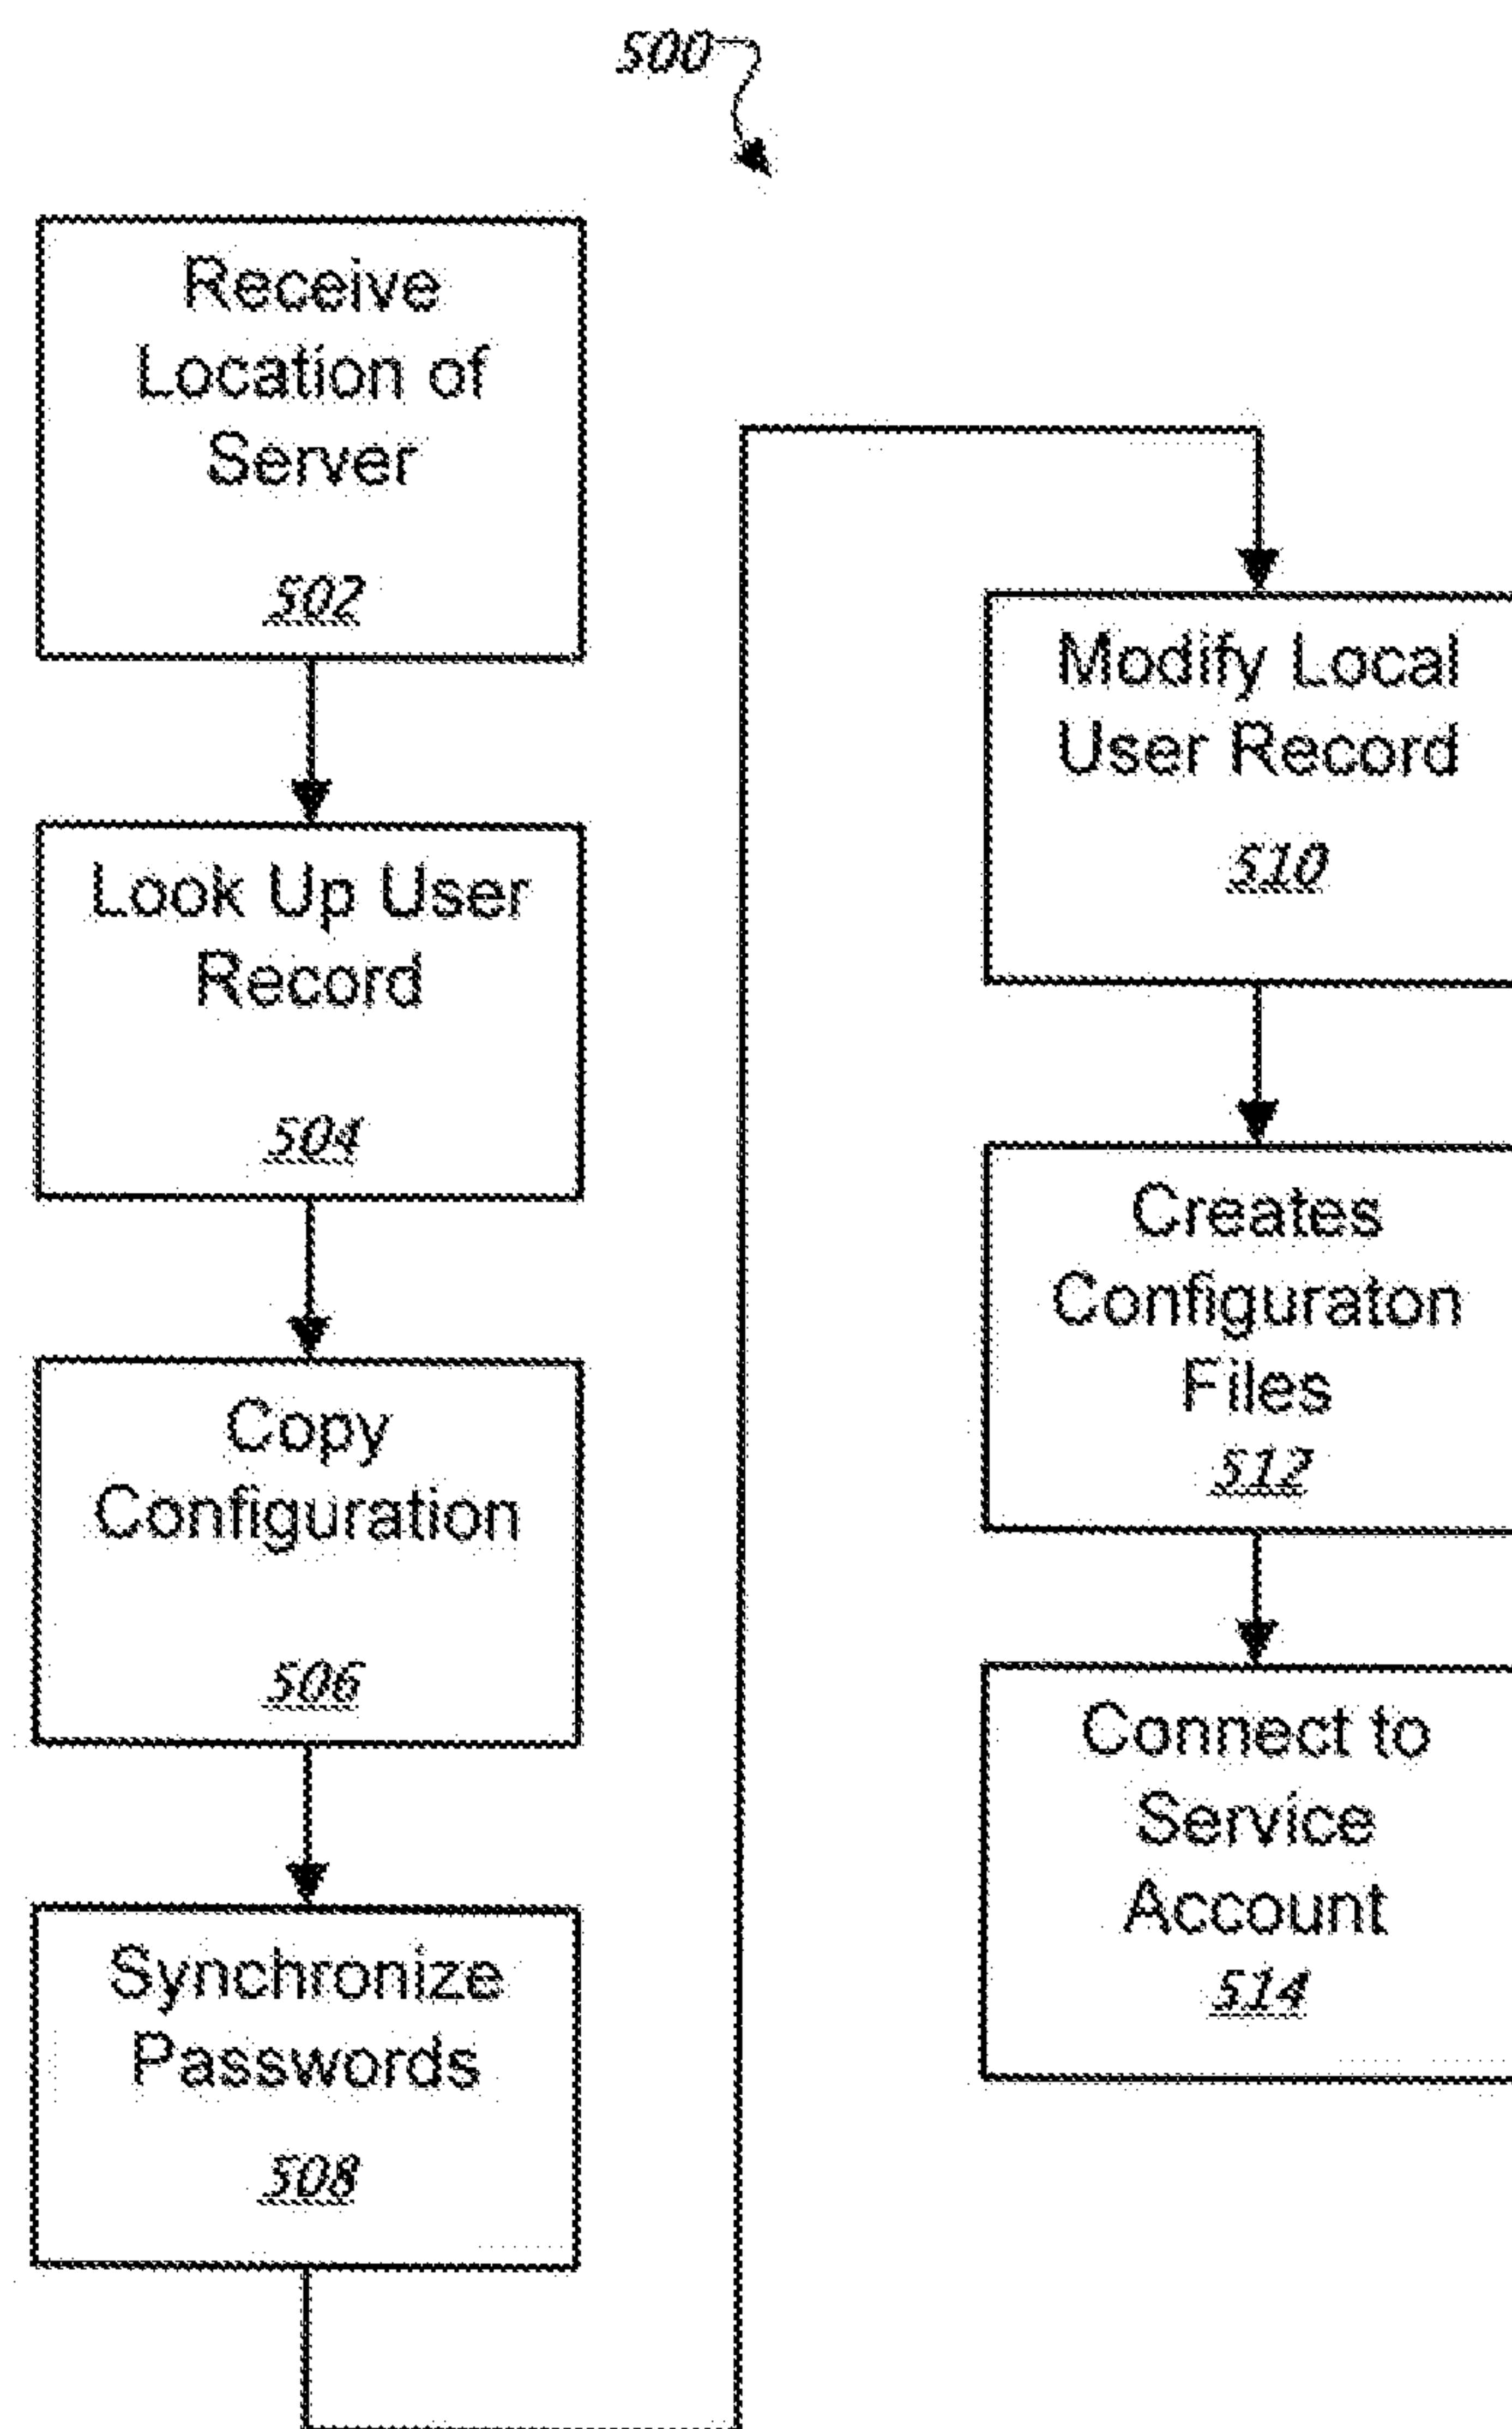 500
Receive
Location of
Server
502
Look Up User
Record
504
Copy
Configuration
506
Synchronize
Passwords
508
Modify Local
User Record
510
Creates
Configuraton
Files
512
Connect to
Service
Account
514